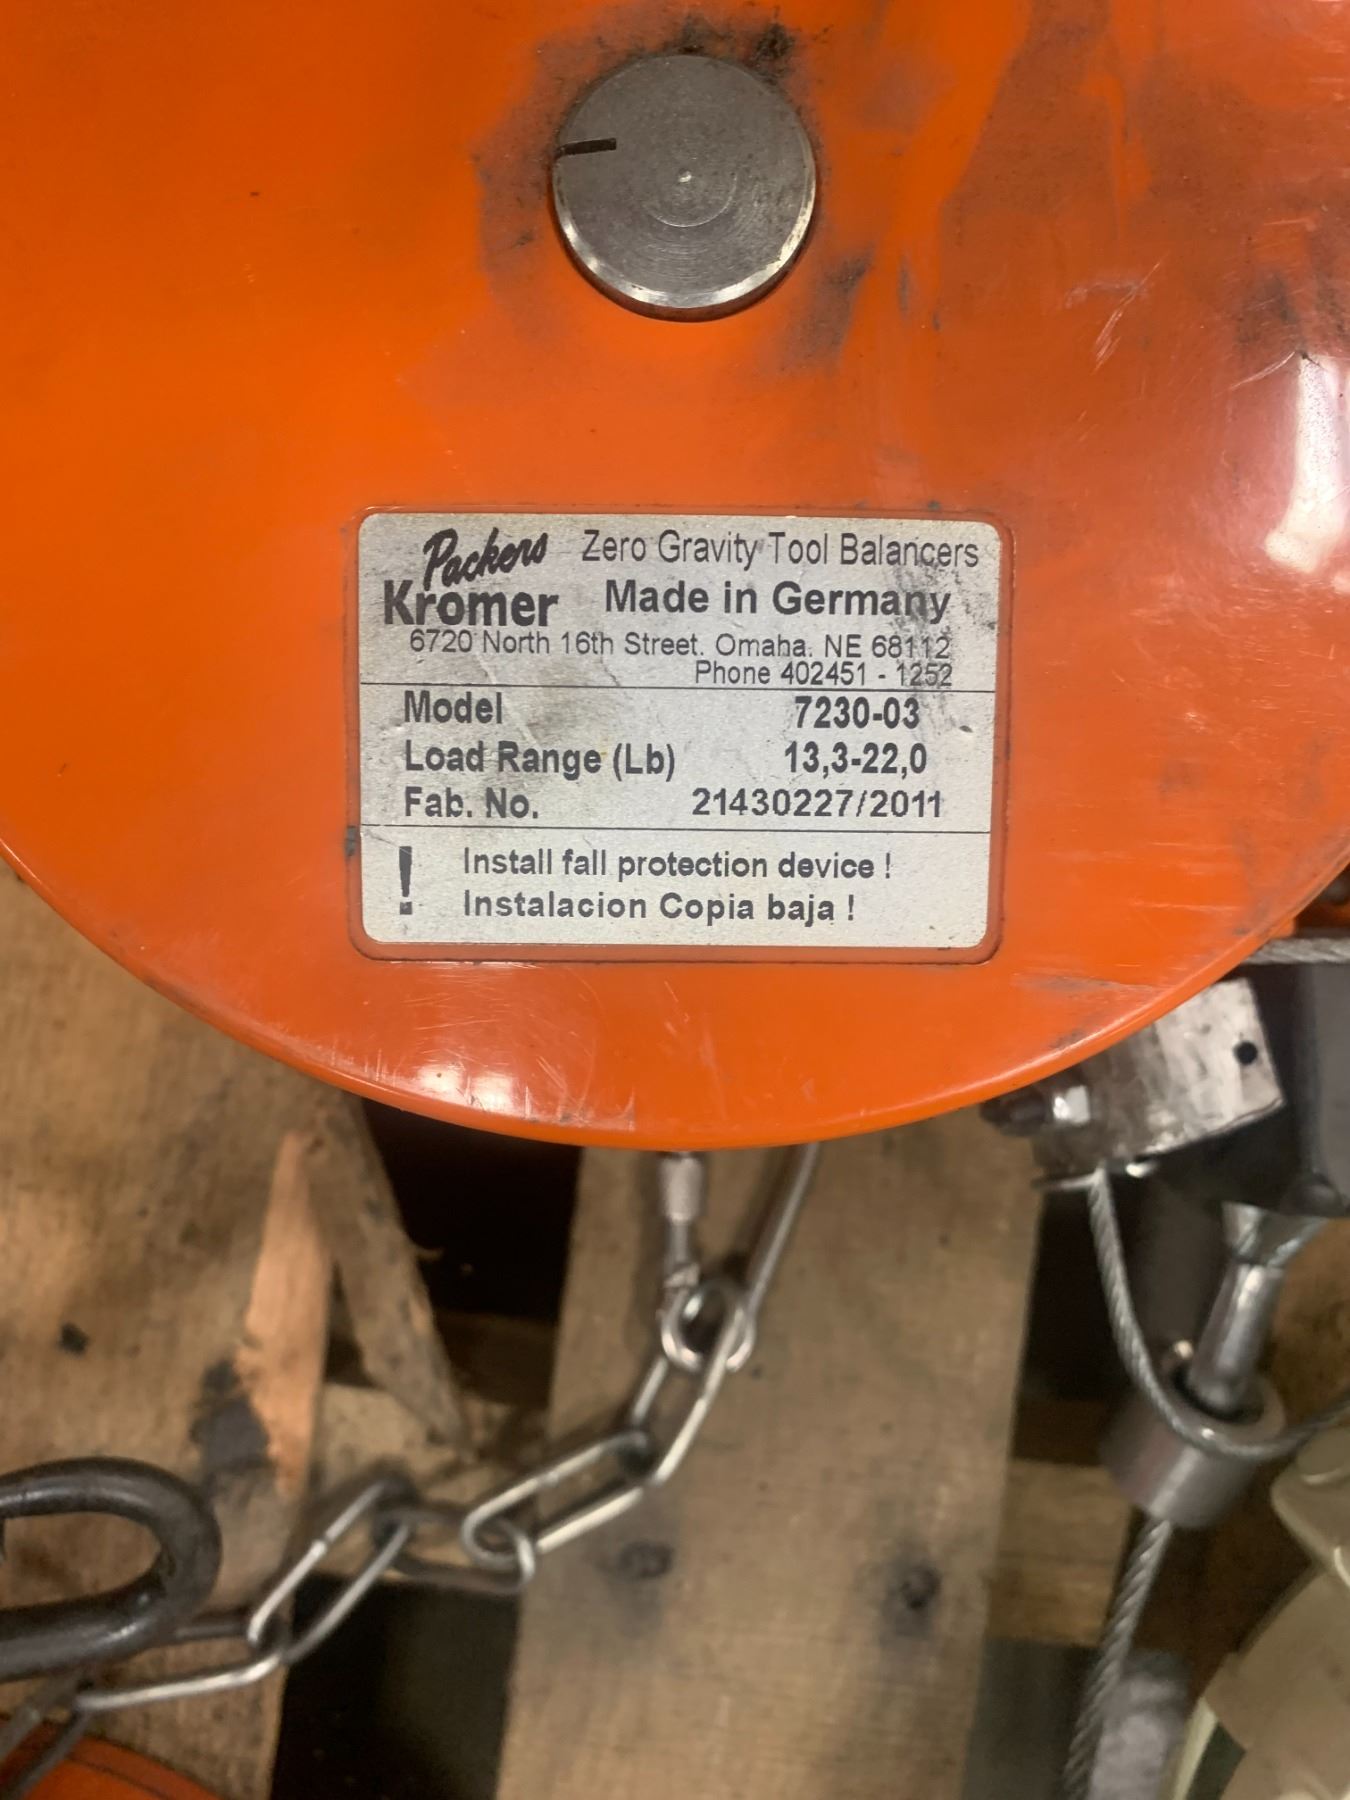 Packers Zero Gravity Tool Balancers
Kromer Made in Germany
6720 North 16th Street. Omaha. NE 68112
Phone 402451 - 1252
Model 7230-03
Load Range (Lb) 13,3-22,0
Fab. No. 21430227/2011
! Install fall protection device !
Instalacion Copia baja !